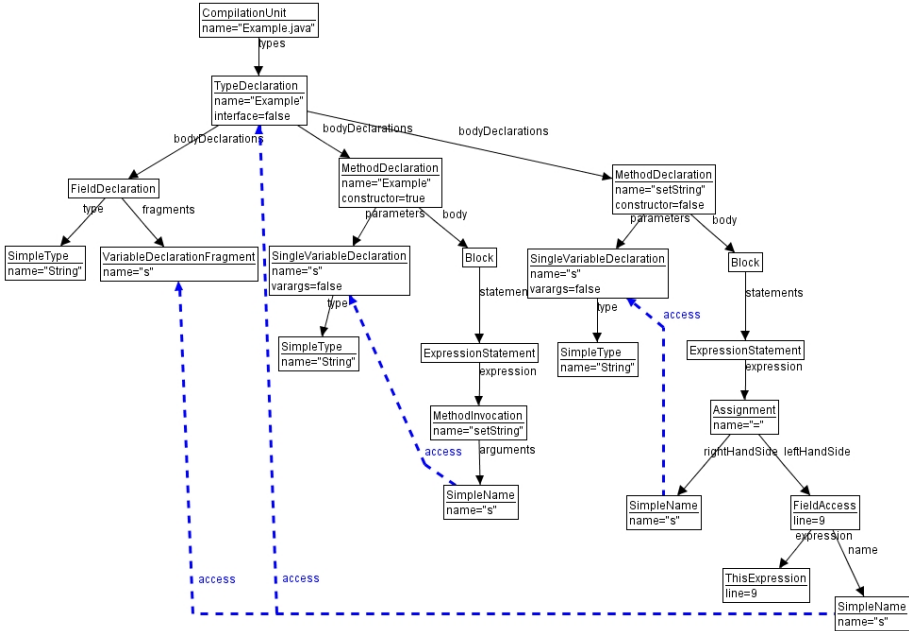 CompilationUnit
name="Example.java"
types
TypeDeclaration
name="Example"
interface=false
bodyDeclarations
bodyDeclarations
bodyDeclarations
FieldDeclaration
MethodDeclaration
name="Example"
constructor=true
MethodDeclaration
name="setString"
constructor=false
type
fragments
parameters
body
parameters
body
SimpleType
name="String"
VariableDeclarationFragment
name="s"
SingleVariableDeclaration
name="s"
varargs=false
Block
SingleVariableDeclaration
name="s"
varargs=false
Block
type
statemen
type
access
statements
SimpleType
name="String"
ExpressionStatement
SimpleType
name="String"
ExpressionStatement
expression
expression
MethodInvocation
name="setString"
Assignment
name="="
access
arguments
rightHandSide
leftHandSide
SimpleName
name="s"
SimpleName
name="s"
FieldAccess
line=9
expression
name
access
access
ThisExpression
line=9
SimpleName
name="s"